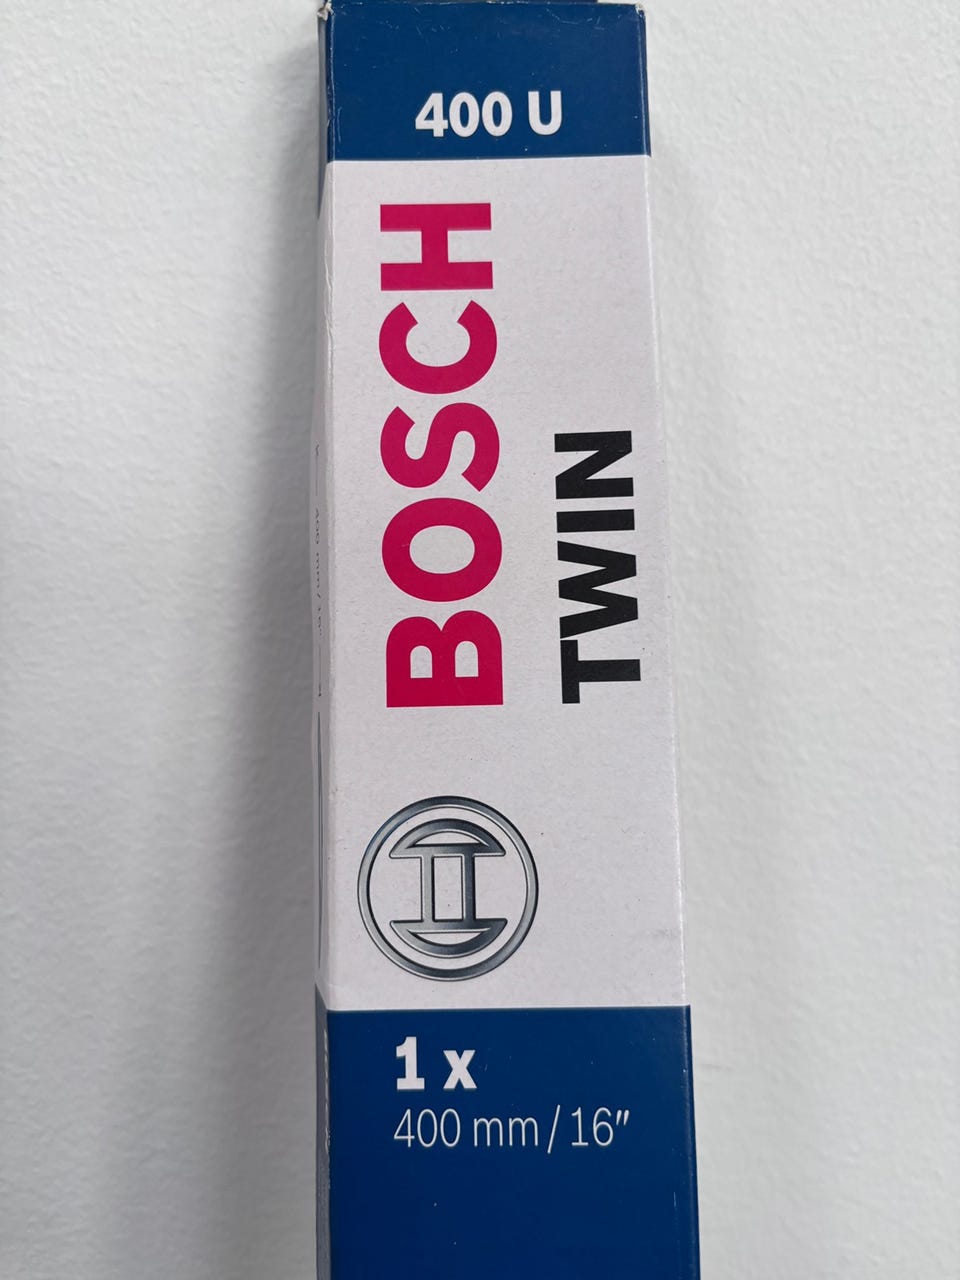 400 U
BOSCH
TWIN
1 x
400 mm / 16"